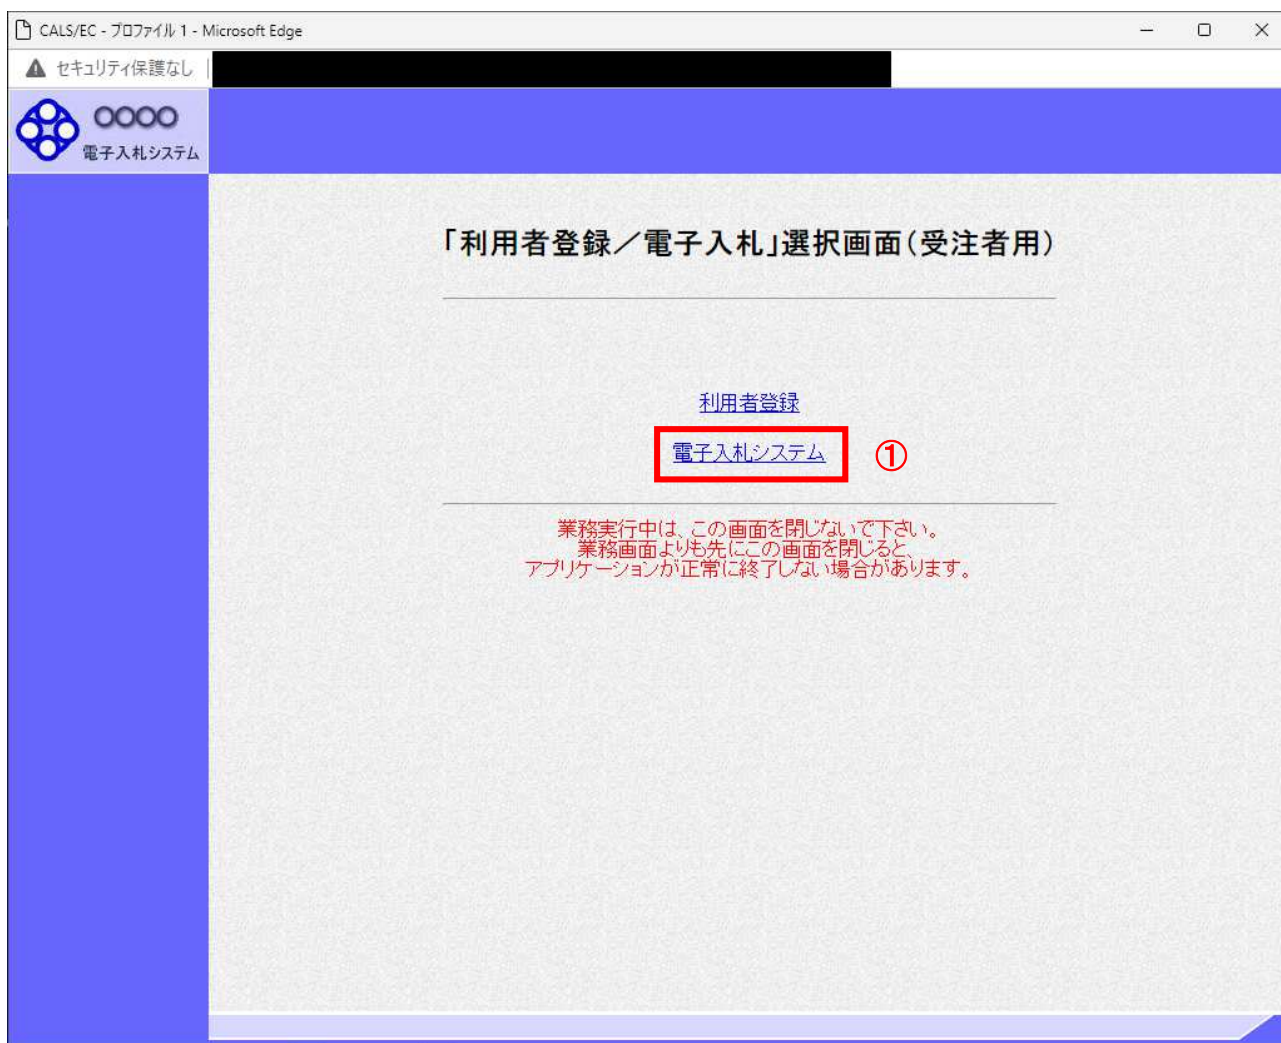 CALS/EC - プロファイル 1 - Microsoft Edge
セキュリティ保護なし
〇〇〇〇
電子入札システム
「利用者登録／電子入札」選択画面（受注者用）
利用者登録
電子入札システム ①
業務実行中は、この画面を閉じないで下さい。
業務画面よりも先にこの画面を閉じると、
アプリケーションが正常に終了しない場合があります。